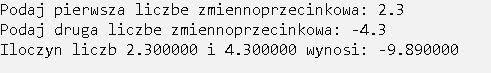 Podaj pierwsza liczbe zmiennoprzecinkowa: 2.3
Podaj druga liczbe zmiennoprzecinkowa: -4.3
Iloczyn liczb 2.300000 i 4.300000 wynosi: -9.890000